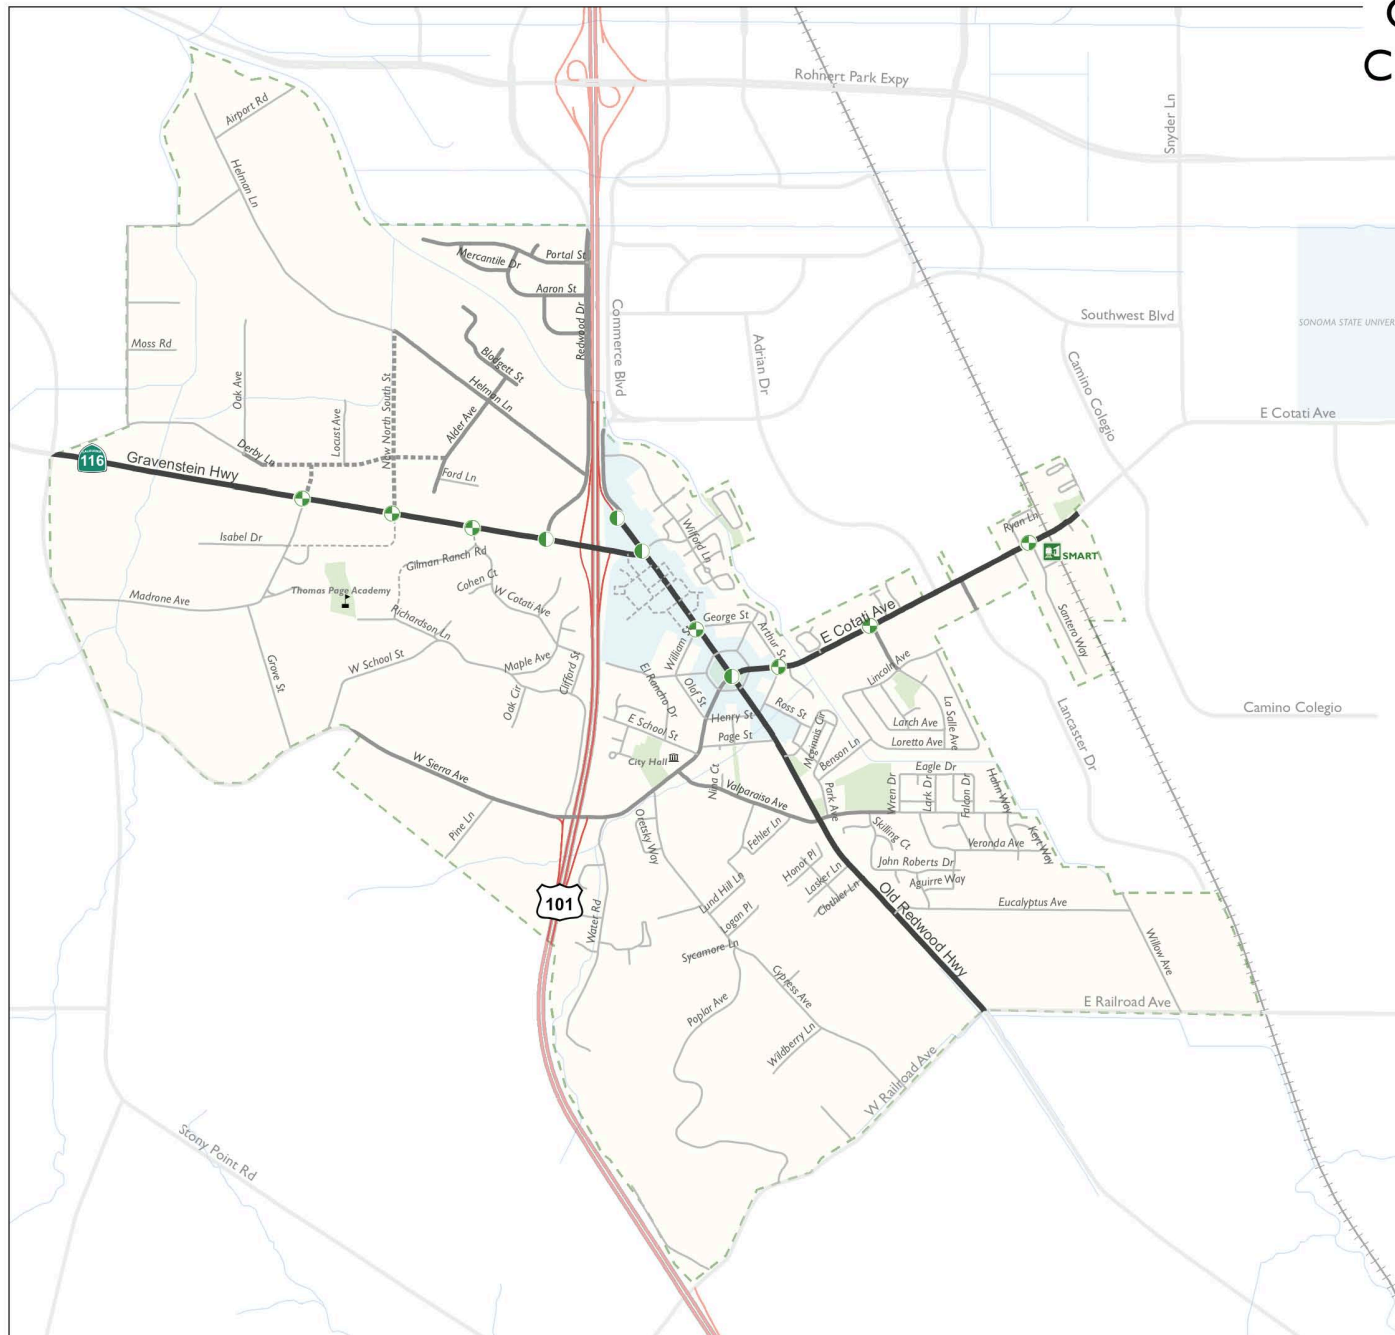 C
Rohnert Park Expy
Snyder Ln
Airport Rd
Helman Ln
Portal St
Mercantile Dr
Aaron St
Redwood Dr
Commerce Blvd
Southwest Blvd
SONOMA STATE UNIVER
Moss Rd
Adrian Dr
Camino Colegio
Blodgett St
Oak Ave
New North South St
Helman Ln
Locust Ave
Alder Ave
E Cotati Ave
Derby Ln
116
Gravenstein Hwy
Ford Ln
Wilford Ln
Ryan Ln
Isabel Dr
Gilman Ranch Rd
SMART
Cohen Ct
Thomas Page Academy
W Cotati Ave
Madrone Ave
Richardson Ln
George St
Arthur St
E Cotati Ave
Santero Way
William St
W School St
Maple Ave
Clifford St
Grove St
El Rancho Dr
Olof St
Lincoln Ave
Oak Cir
La Salle Ave
Lancaster Dr
Camino Colegio
Ross St
Henry St
E School St
Larch Ave
Page St
Mcginnis Cir
Loretto Ave
Benson Ln
W Sierra Ave
City Hall
Eagle Dr
Nina Ct
Valparaiso Ave
Park Ave
Wren Dr
Lark Dr
Falcon Dr
Hahn Way
Pine Ln
Oretsky Way
Fehler Ln
Skilling Ct
Veronda Ave
Keyt Way
Honor Pl
John Roberts Dr
Lasker Ln
Aguirre Way
Lund Hill Ln
101
Clothier Ln
Old Redwood Hwy
Eucalyptus Ave
Logan Pl
Water Rd
Sycamore Ln
Willow Ave
Cypress Ave
Poplar Ave
E Railroad Ave
Wildberry Ln
W Railroad Ave
Stony Point Rd